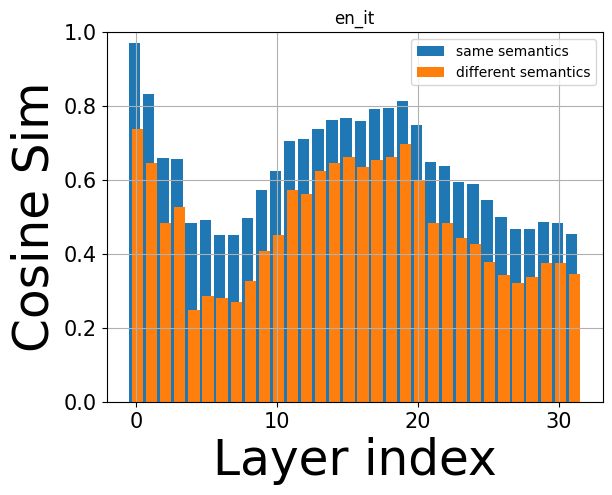 en_it
same semantics
different semantics
Cosine Sim
1.0
0.8
0.6
0.4
0.2
0.0
0 10 20 30
Layer index